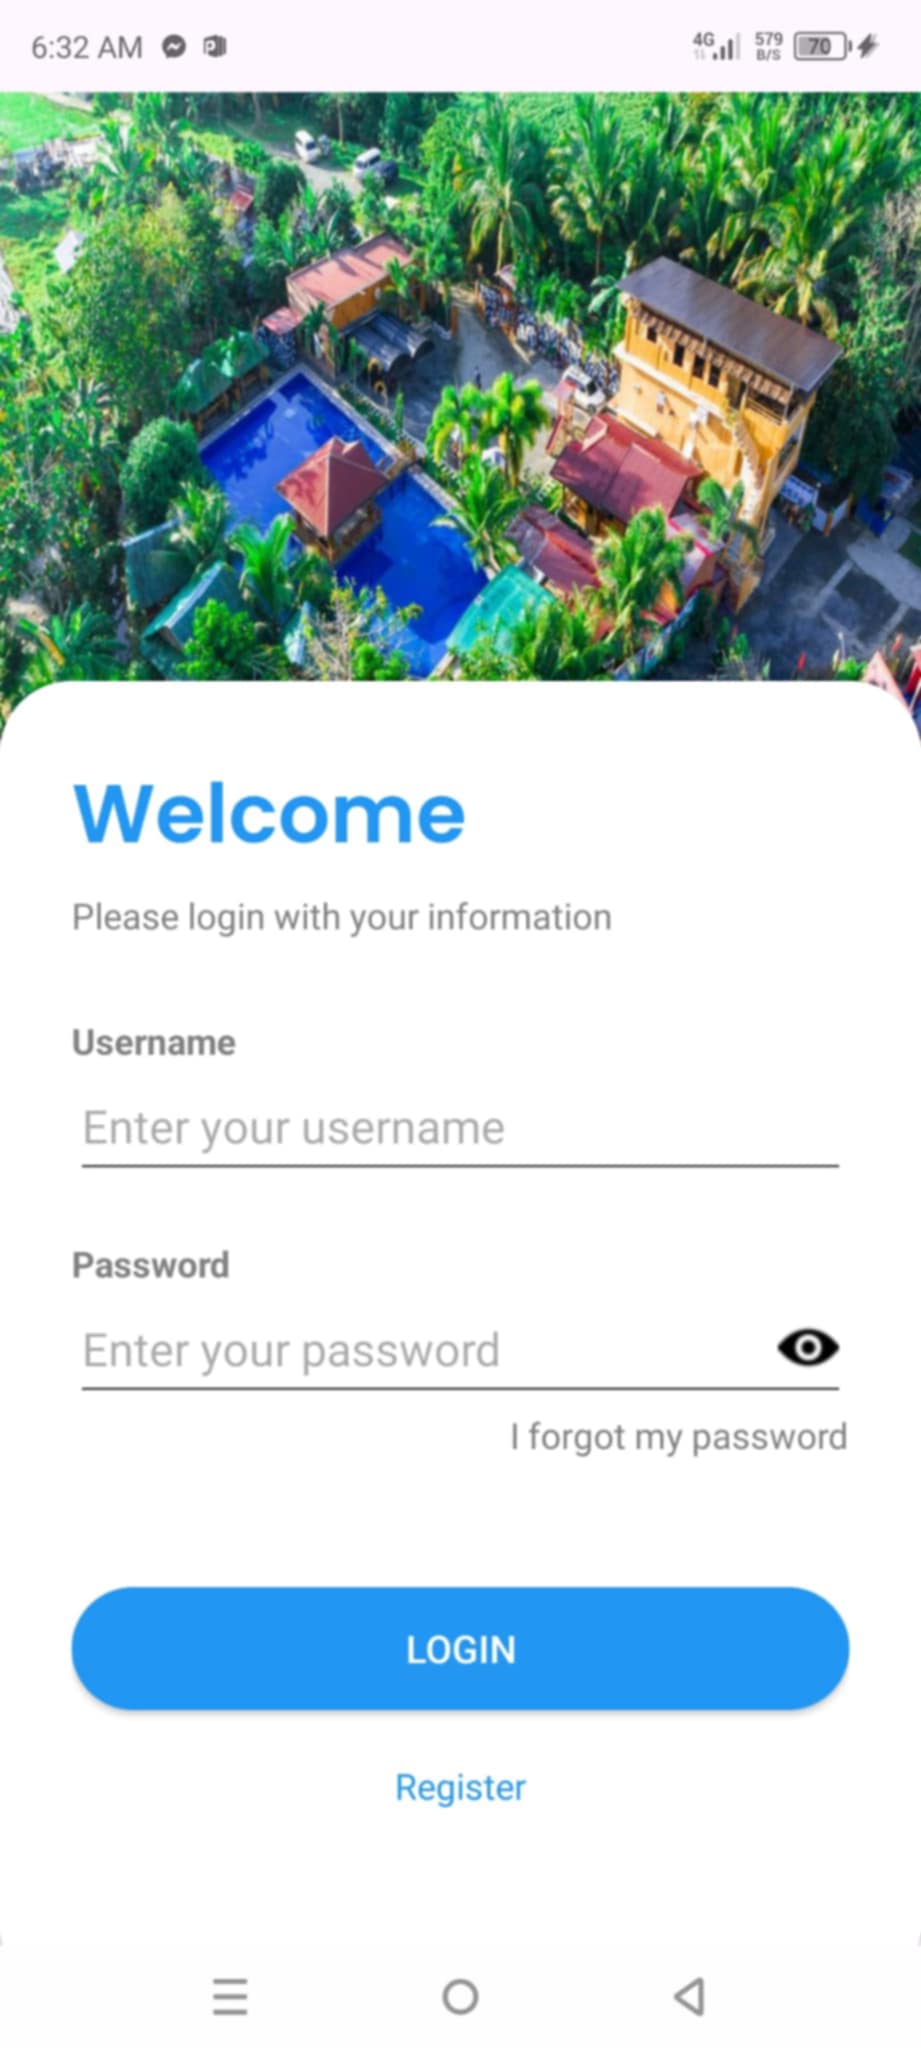 6:32 AM
4G 579 B/S 70
Welcome
Please login with your information
Username
Enter your username
Password
Enter your password
I forgot my password
LOGIN
Register